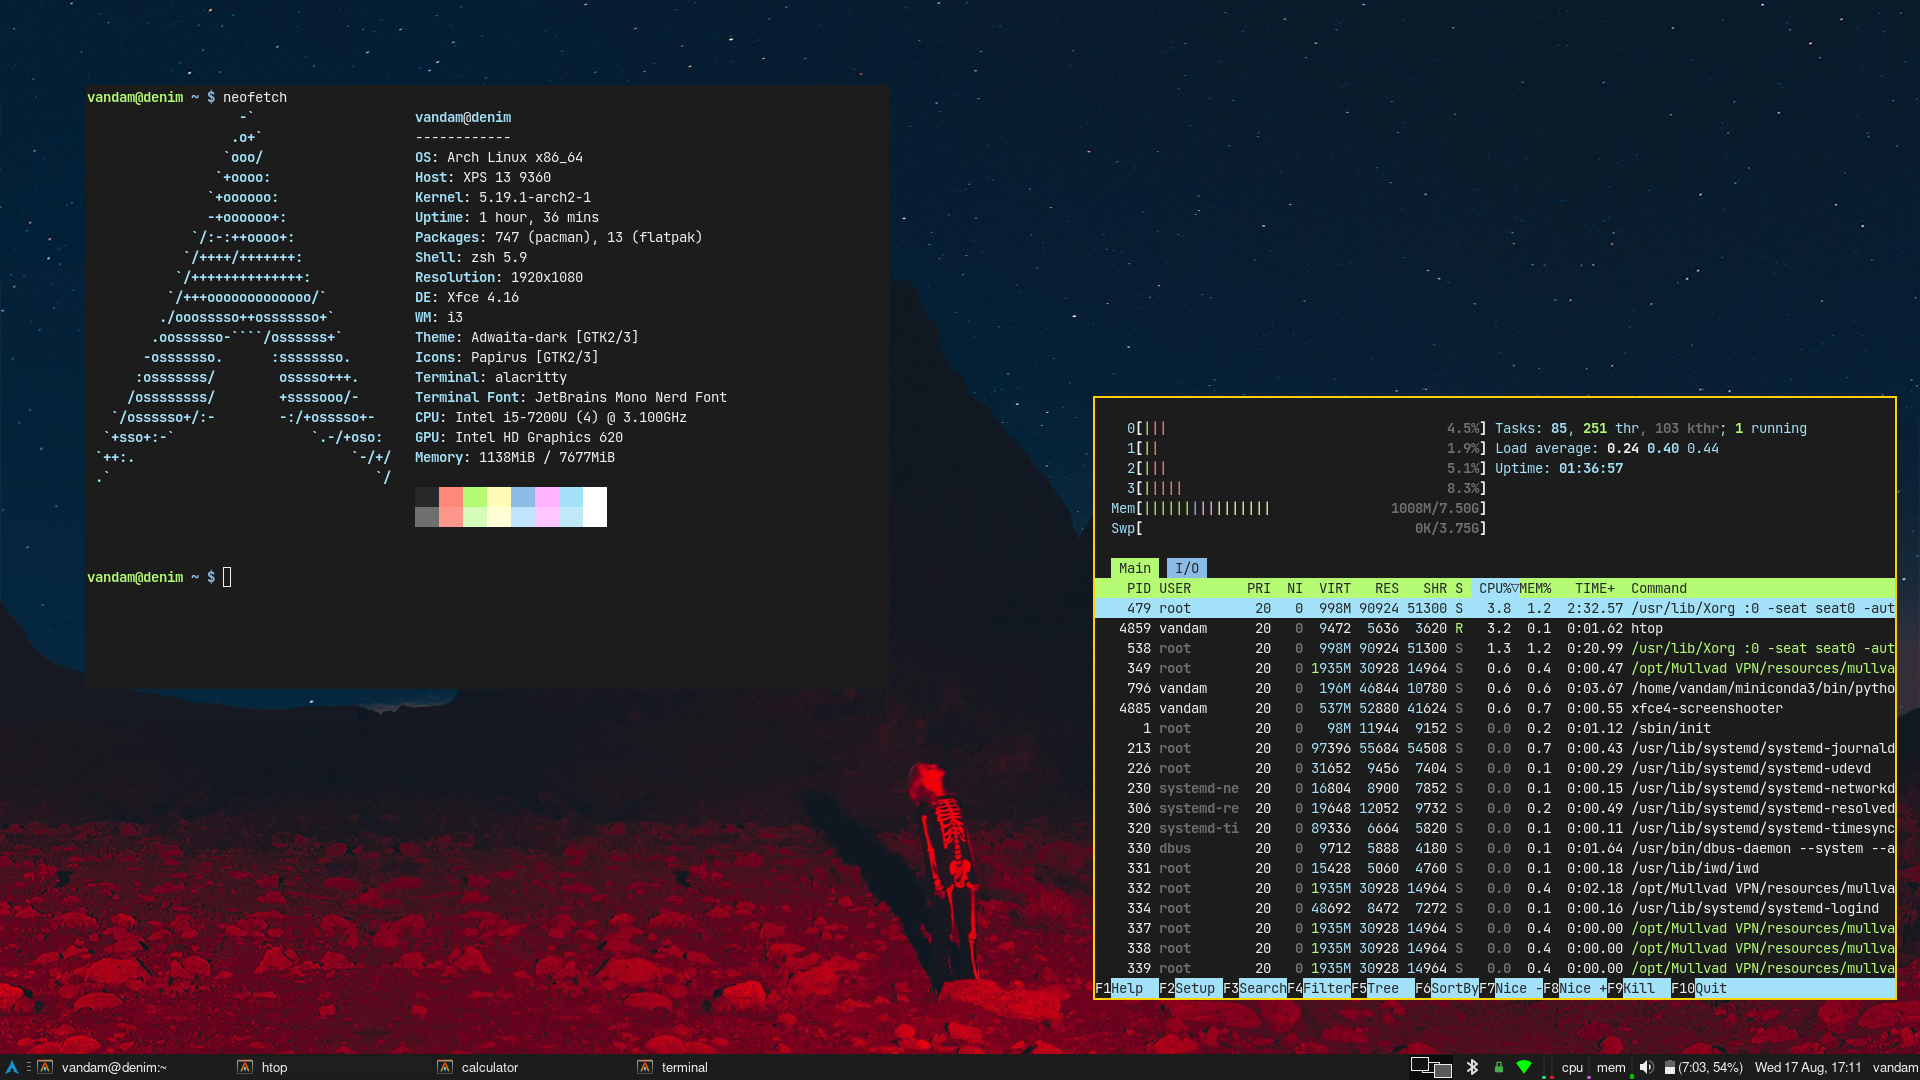 vandam@denim ~ $ neofetch
-`
.o+`
`ooo/
`+oooo:
`+oooooo:
-+oooooo+:
`/:-:++oooo+:
`/++++/+++++++:
`/++++++++++++++:
`/+++ooooooooooooo/`
./ooosssso++osssssso+`
.oossssso-````/ossssss+`
-osssssso. :ssssssso.
:osssssss/ osssso+++.
/ossssssss/ +ssssooo/-
`/ossssso+/:- -:/+osssso+-
`+sso+:-` `.-/+oso:
`++:. `-/+/
.` `/
vandam@denim
------------
OS: Arch Linux x86_64
Host: XPS 13 9360
Kernel: 5.19.1-arch2-1
Uptime: 1 hour, 36 mins
Packages: 747 (pacman), 13 (flatpak)
Shell: zsh 5.9
Resolution: 1920x1080
DE: Xfce 4.16
WM: i3
Theme: Adwaita-dark [GTK2/3]
Icons: Papirus [GTK2/3]
Terminal: alacritty
Terminal Font: JetBrains Mono Nerd Font
CPU: Intel i5-7200U (4) @ 3.100GHz
GPU: Intel HD Graphics 620
Memory: 1138MiB / 7677MiB
vandam@denim ~ $
0[||| 4.5%] Tasks: 85, 251 thr, 103 kthr; 1 running
1[|| 1.9%] Load average: 0.24 0.40 0.44
2[||| 5.1%] Uptime: 01:36:57
3[||||| 8.3%]
Mem[|||||||||||||||| 1008M/7.50G]
Swp[ 0K/3.75G]
Main I/O
PID USER PRI NI VIRT RES SHR S CPU%▽MEM% TIME+ Command
479 root 20 0 998M 90924 51300 S 3.8 1.2 2:32.57 /usr/lib/Xorg :0 -seat seat0 -aut
4859 vandam 20 0 9472 5636 3620 R 3.2 0.1 0:01.62 htop
538 root 20 0 998M 90924 51300 S 1.3 1.2 0:20.99 /usr/lib/Xorg :0 -seat seat0 -aut
349 root 20 0 1935M 30928 14964 S 0.6 0.4 0:00.47 /opt/Mullvad VPN/resources/mullva
796 vandam 20 0 196M 46844 10780 S 0.6 0.6 0:03.67 /home/vandam/miniconda3/bin/pytho
4885 vandam 20 0 537M 52880 41624 S 0.6 0.7 0:00.55 xfce4-screenshooter
1 root 20 0 98M 11944 9152 S 0.0 0.2 0:01.12 /sbin/init
213 root 20 0 97396 55684 54508 S 0.0 0.7 0:00.43 /usr/lib/systemd/systemd-journald
226 root 20 0 31652 9456 7404 S 0.0 0.1 0:00.29 /usr/lib/systemd/systemd-udevd
230 systemd-ne 20 0 16804 8900 7852 S 0.0 0.1 0:00.15 /usr/lib/systemd/systemd-networkd
306 systemd-re 20 0 19648 12052 9732 S 0.0 0.2 0:00.49 /usr/lib/systemd/systemd-resolved
320 systemd-ti 20 0 89336 6664 5820 S 0.0 0.1 0:00.11 /usr/lib/systemd/systemd-timesync
330 dbus 20 0 9712 5888 4180 S 0.0 0.1 0:01.64 /usr/bin/dbus-daemon --system --a
331 root 20 0 15428 5060 4760 S 0.0 0.1 0:00.18 /usr/lib/iwd/iwd
332 root 20 0 1935M 30928 14964 S 0.0 0.4 0:02.18 /opt/Mullvad VPN/resources/mullva
334 root 20 0 48692 8472 7272 S 0.0 0.1 0:00.16 /usr/lib/systemd/systemd-logind
337 root 20 0 1935M 30928 14964 S 0.0 0.4 0:00.00 /opt/Mullvad VPN/resources/mullva
338 root 20 0 1935M 30928 14964 S 0.0 0.4 0:00.00 /opt/Mullvad VPN/resources/mullva
339 root 20 0 1935M 30928 14964 S 0.0 0.4 0:00.00 /opt/Mullvad VPN/resources/mullva
F1Help F2Setup F3SearchF4FilterF5Tree F6SortByF7Nice -F8Nice +F9Kill F10Quit
vandam@denim:~ htop calculator terminal cpu mem (7:03, 54%) Wed 17 Aug, 17:11 vandam